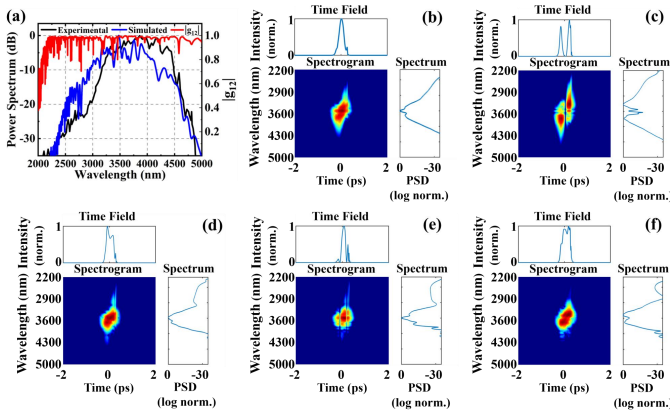 (a)
Experimental
Simulated
|g12|
Power Spectrum (dB)
0
-10
-20
-30
1.0
0.8
0.6
0.4
0.2
|g12|
2000 2500 3000 3500 4000 4500 5000
Wavelength (nm)
(b)
Time Field
Intensity
(norm.)
1
0
Spectrogram
Spectrum
Wavelength (nm)
2200
2900
3600
4300
5000
-2 0 2
Time (ps)
0 -30
PSD
(log norm.)
(c)
Time Field
Intensity
(norm.)
1
0
Spectrogram
Spectrum
Wavelength (nm)
2200
2900
3600
4300
5000
-2 0 2
Time (ps)
0 -30
PSD
(log norm.)
(d)
Time Field
Intensity
(norm.)
1
0
Spectrogram
Spectrum
Wavelength (nm)
2200
2900
3600
4300
5000
-2 0 2
Time (ps)
0 -30
PSD
(log norm.)
(e)
Time Field
Intensity
(norm.)
1
0
Spectrogram
Spectrum
Wavelength (nm)
2200
2900
3600
4300
5000
-2 0 2
Time (ps)
0 -30
PSD
(log norm.)
(f)
Time Field
Intensity
(norm.)
1
0
Spectrogram
Spectrum
Wavelength (nm)
2200
2900
3600
4300
5000
-2 0 2
Time (ps)
0 -30
PSD
(log norm.)